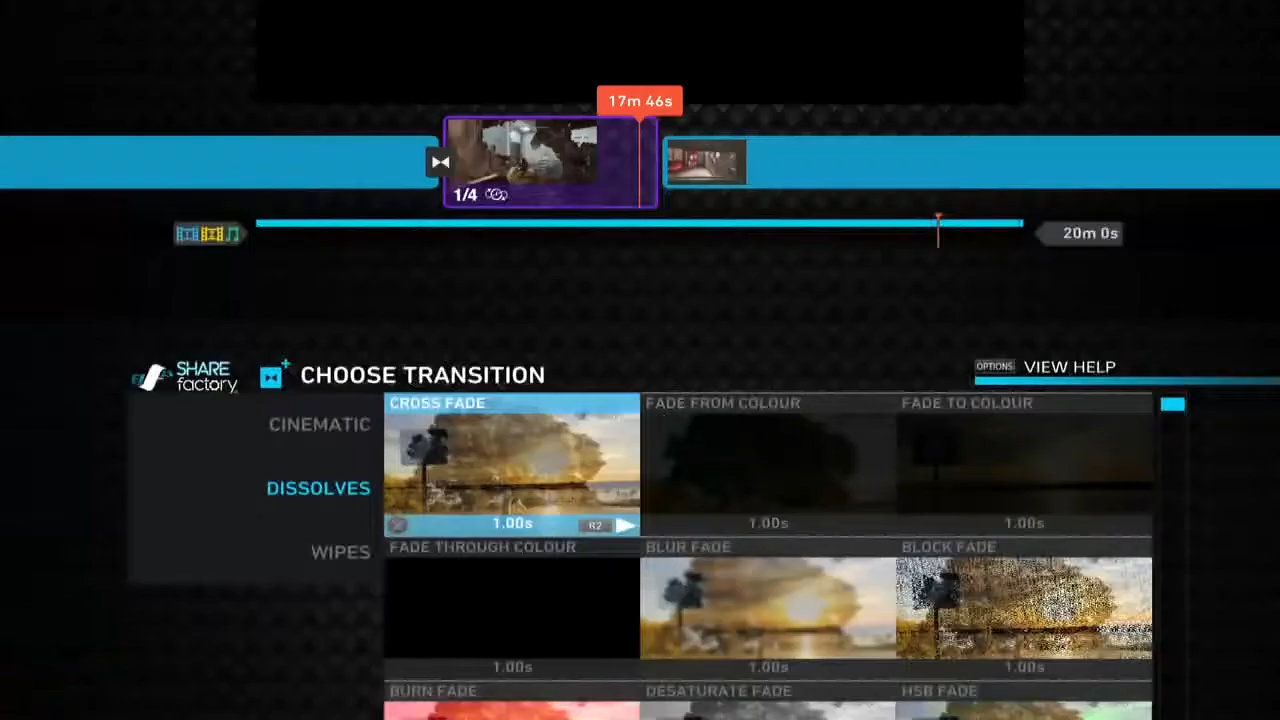 17m 46s
1/4
20m 0s
SHARE
factory
CHOOSE TRANSITION
OPTIONS VIEW HELP
CINEMATIC
DISSOLVES
WIPES
CROSS FADE
FADE FROM COLOUR
FADE TO COLOUR
1.00s
R2
1.00s
1.00s
FADE THROUGH COLOUR
BLUR FADE
BLOCK FADE
1.00s
1.00s
1.00s
BURN FADE
DESATURATE FADE
HSB FADE